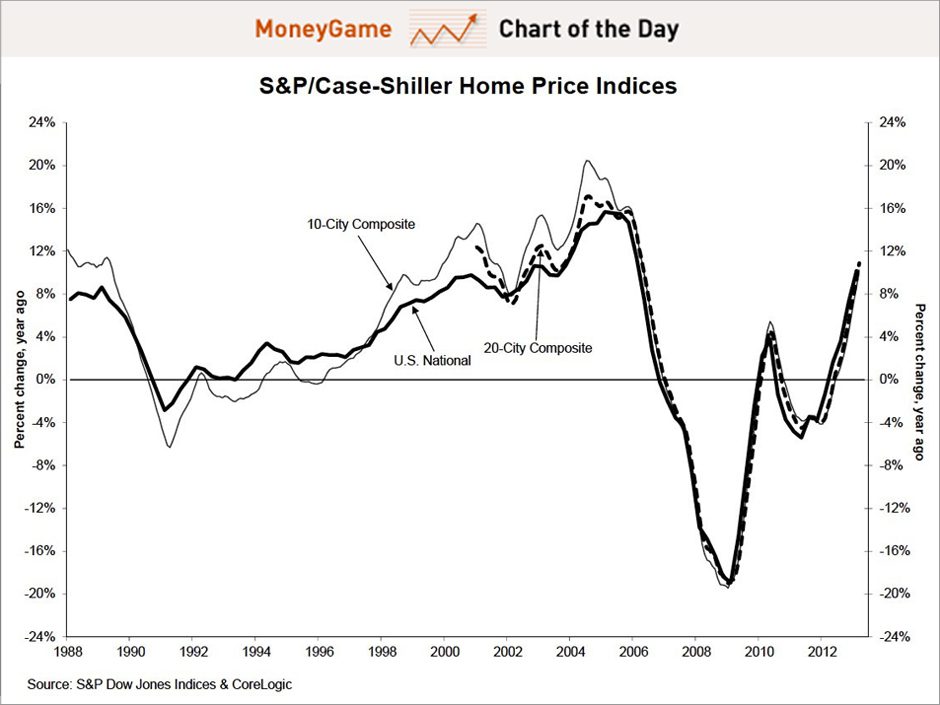 MoneyGame Chart of the Day
S&P/Case-Shiller Home Price Indices
24% 24%
20% 20%
16% 16%
10-City Composite
12% 12%
8% 8%
Percent change, year ago
Percent change, year ago
4% 4%
20-City Composite
U.S. National
0% 0%
-4% -4%
-8% -8%
-12% -12%
-16% -16%
-20% -20%
-24% -24%
1988 1990 1992 1994 1996 1998 2000 2002 2004 2006 2008 2010 2012
Source: S&P Dow Jones Indices & CoreLogic